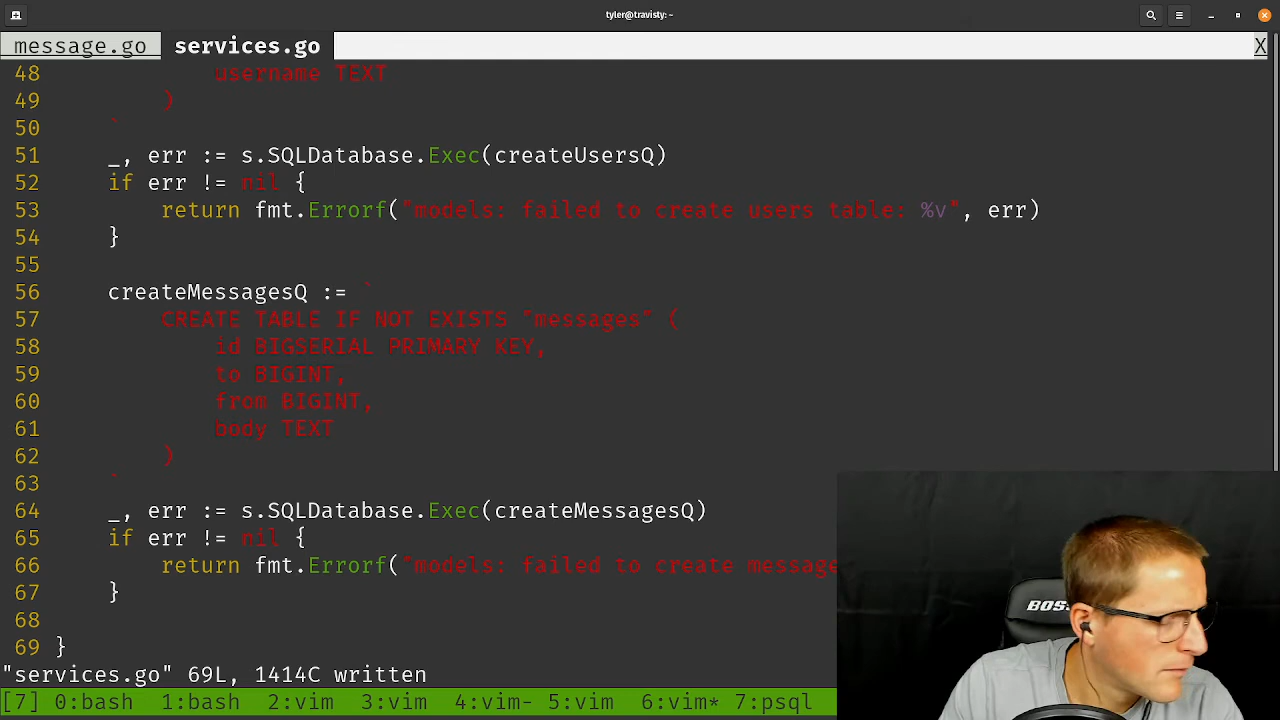 tyler@travisty: ~
message.go services.go X
48 username TEXT
49 )
50 `
51 _, err := s.SQLDatabase.Exec(createUsersQ)
52 if err != nil {
53 return fmt.Errorf("models: failed to create users table: %v", err)
54 }
55
56 createMessagesQ := `
57 CREATE TABLE IF NOT EXISTS "messages" (
58 id BIGSERIAL PRIMARY KEY,
59 to BIGINT,
60 from BIGINT,
61 body TEXT
62 )
63 `
64 _, err := s.SQLDatabase.Exec(createMessagesQ)
65 if err != nil {
66 return fmt.Errorf("models: failed to create message
67 }
68
69 }
"services.go" 69L, 1414C written
[7] 0:bash 1:bash 2:vim 3:vim 4:vim- 5:vim 6:vim* 7:psql
BOSS